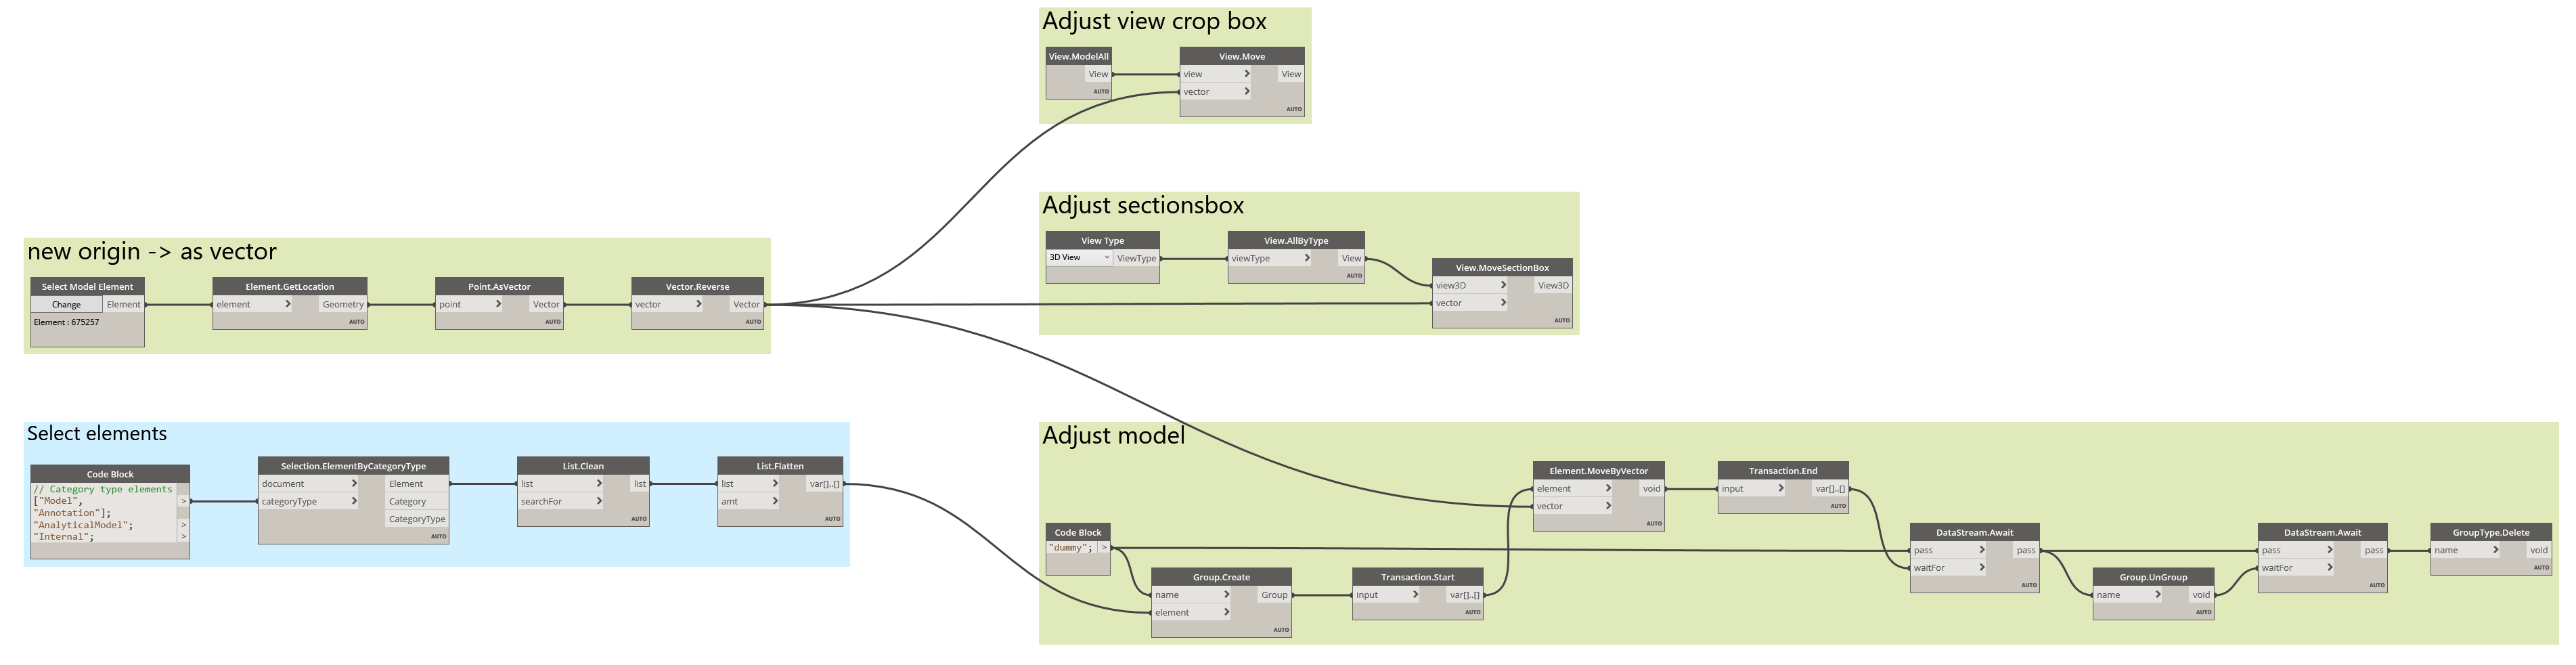 Adjust view crop box
View.ModelAll
View
AUTO
View.Move
view > View
vector >
AUTO
Adjust sectionsbox
View Type
3D View ViewType
View.AllByType
viewType > View
AUTO
View.MoveSectionBox
view3D > View3D
vector >
AUTO
new origin -> as vector
Select Model Element
Change Element
Element : 675257
Element.GetLocation
element > Geometry
AUTO
Point.AsVector
point > Vector
AUTO
Vector.Reverse
vector > Vector
AUTO
Select elements
Code Block
// Category type elements
["Model", >
"Annotation"];
"AnalyticalModel"; >
"Internal"; >
Selection.ElementByCategoryType
document > Element
categoryType > Category
CategoryType
AUTO
List.Clean
list > list
searchFor >
AUTO
List.Flatten
list > var[]..[]
amt >
AUTO
Adjust model
Code Block
"dummy"; >
Group.Create
name > Group
element >
AUTO
Transaction.Start
input > var[]..[]
AUTO
Element.MoveByVector
element > void
vector >
AUTO
Transaction.End
input > var[]..[]
AUTO
DataStream.Await
pass > pass
waitFor >
AUTO
Group.UnGroup
name > void
AUTO
DataStream.Await
pass > pass
waitFor >
AUTO
GroupType.Delete
name > void
AUTO